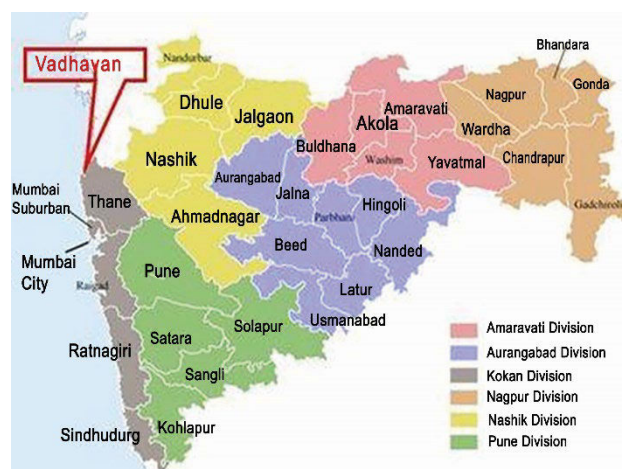 Vadhavan
Nandurbar
Dhule
Jalgaon
Nashik
Buldhana
Akola
Amaravati
Washim
Yavatmal
Nagpur
Bhandara
Gonda
Wardha
Chandrapur
Gadchiroli
Aurangabad
Jalna
Parbhani
Hingoli
Thane
Mumbai
Suburban
Mumbai
City
Ahmadnagar
Beed
Nanded
Pune
Raigad
Latur
Usmanabad
Solapur
Satara
Ratnagiri
Sangli
Sindhudurg
Kohlapur
Amaravati Division
Aurangabad Division
Kokan Division
Nagpur Division
Nashik Division
Pune Division